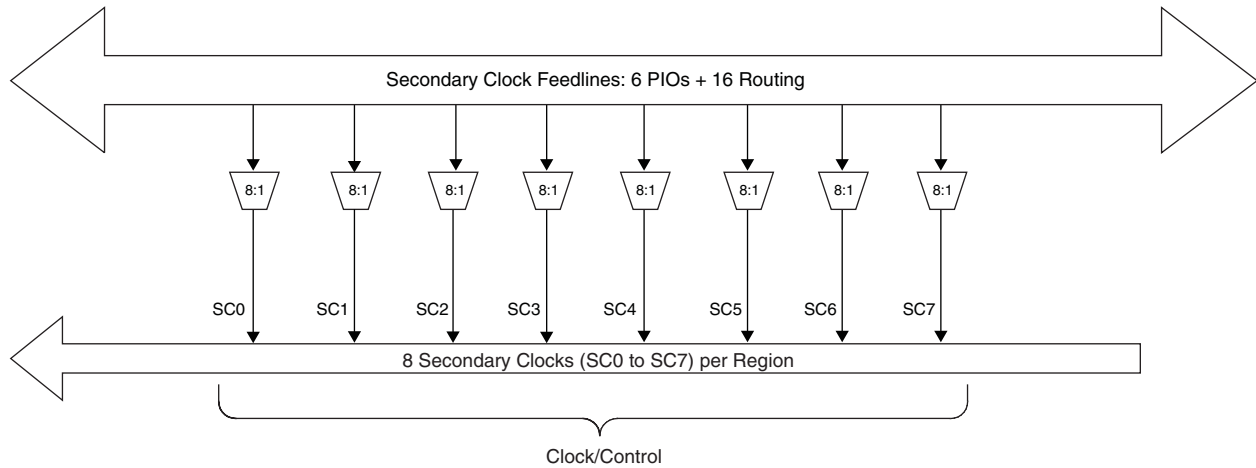 Secondary Clock Feedlines: 6 PIOs + 16 Routing
8:1 8:1 8:1 8:1 8:1 8:1 8:1 8:1
SC0 SC1 SC2 SC3 SC4 SC5 SC6 SC7
8 Secondary Clocks (SC0 to SC7) per Region
Clock/Control